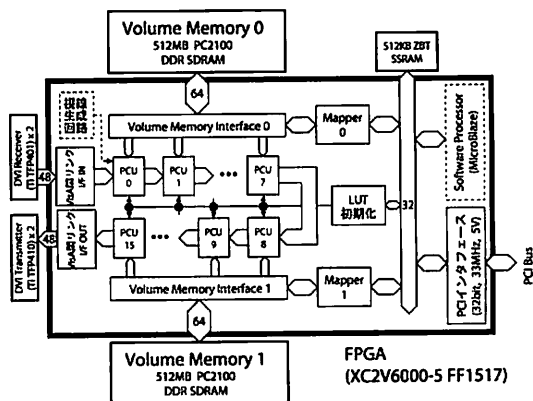 Volume Memory 0
512MB PC2100
DDR SDRAM
512KB ZBT
SSRAM
64
Volume Memory Interface 0
Mapper
0
Software Processor
(MicroBlaze)
DVI Receiver
(TI TFP401) x 2
48
I/F IN
PCU
0
PCU
1
•••
PCU
7
LUT
初期化
32
DVI Transmitter
(TI TFP410) x 2
48
I/F OUT
PCU
15
•••
PCU
9
PCU
8
PCIインタフェース
(32bit, 33MHz, 5V)
PCI Bus
Volume Memory Interface 1
Mapper
1
64
Volume Memory 1
512MB PC2100
DDR SDRAM
FPGA
(XC2V6000-5 FF1517)